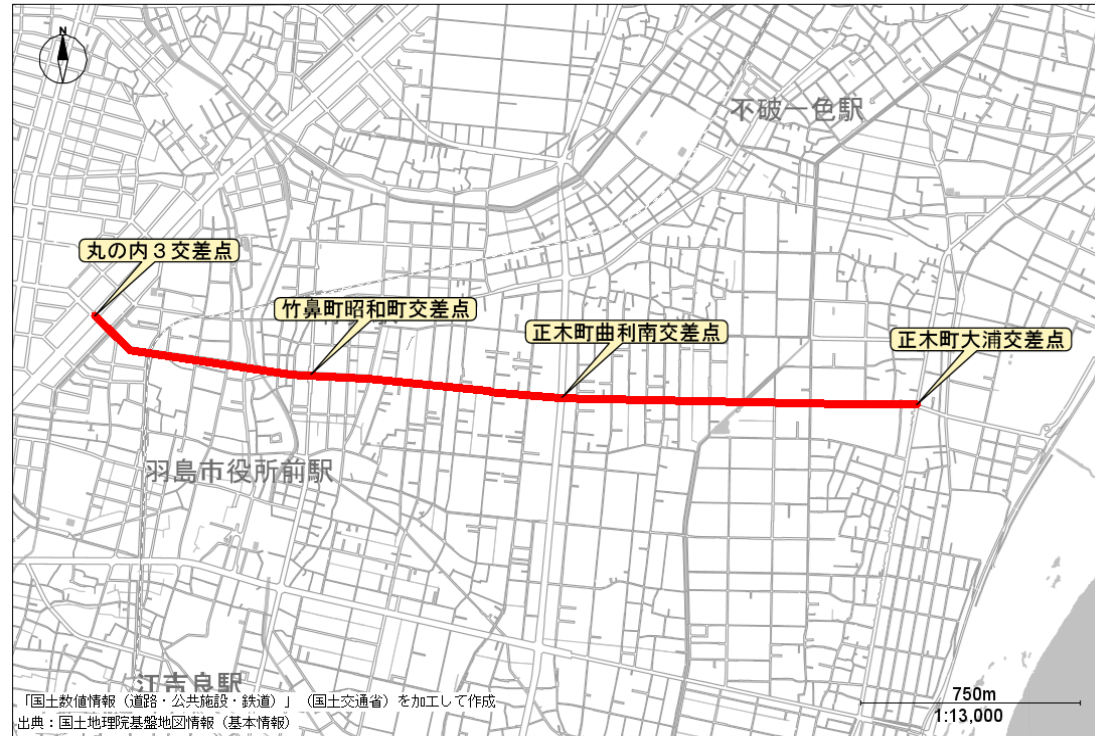 N
不破一色駅
丸の内３交差点
竹鼻町昭和町交差点
正木町曲利南交差点
正木町大浦交差点
羽島市役所前駅
江吉良駅
「国土数値情報（道路・公共施設・鉄道）」（国土交通省）を加工して作成
出典：国土地理院基盤地図情報（基本情報）
750m
1:13,000